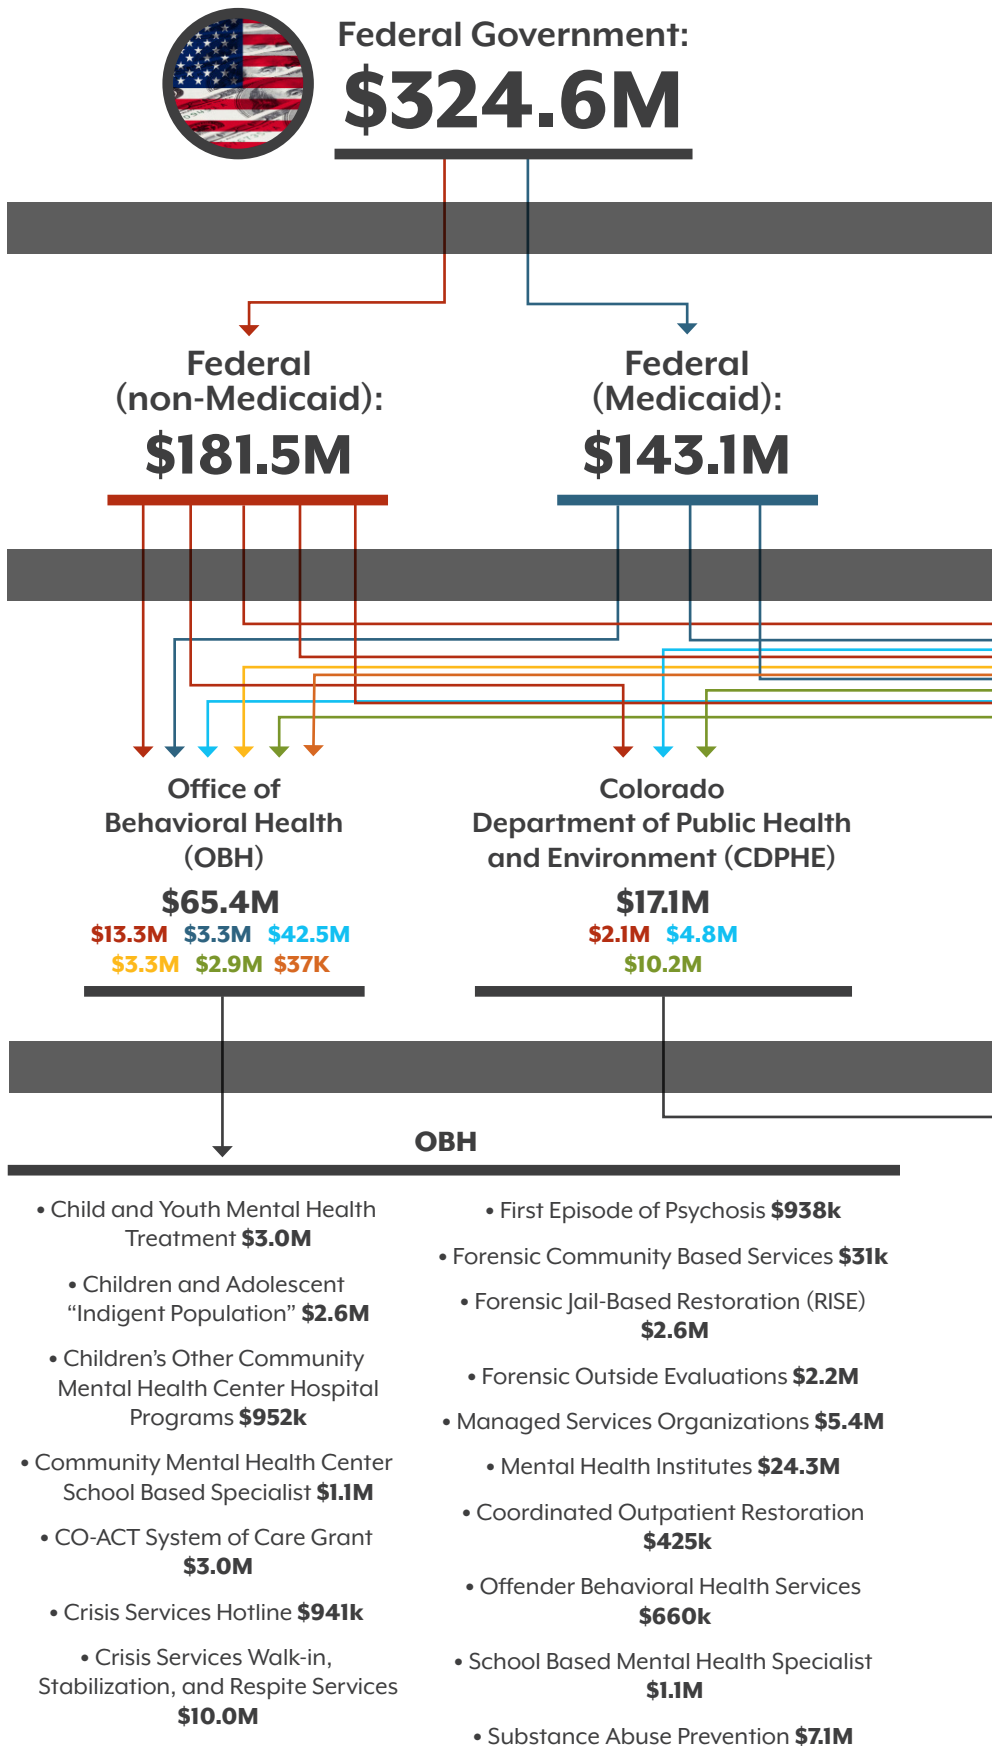 Federal Government:
$324.6M
Federal
(non-Medicaid):
$181.5M
Federal
(Medicaid):
$143.1M
Office of
Behavioral Health
(OBH)
$65.4M
$13.3M $3.3M $42.5M
$3.3M $2.9M $37K
Colorado
Department of Public Health
and Environment (CDPHE)
$17.1M
$2.1M $4.8M
$10.2M
OBH
• Child and Youth Mental Health
Treatment $3.0M
• Children and Adolescent
“Indigent Population” $2.6M
• Children’s Other Community
Mental Health Center Hospital
Programs $952k
• Community Mental Health Center
School Based Specialist $1.1M
• CO-ACT System of Care Grant
$3.0M
• Crisis Services Hotline $941k
• Crisis Services Walk-in,
Stabilization, and Respite Services
$10.0M
• First Episode of Psychosis $938k
• Forensic Community Based Services $31k
• Forensic Jail-Based Restoration (RISE)
$2.6M
• Forensic Outside Evaluations $2.2M
• Managed Services Organizations $5.4M
• Mental Health Institutes $24.3M
• Coordinated Outpatient Restoration
$425k
• Offender Behavioral Health Services
$660k
• School Based Mental Health Specialist
$1.1M
• Substance Abuse Prevention $7.1M